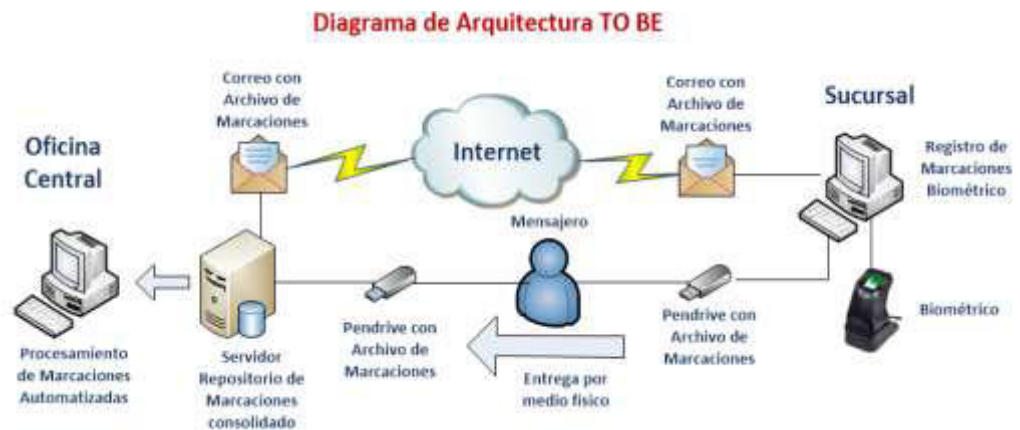 Diagrama de Arquitectura TO BE
Correo con
Archivo de
Marcaciones
Correo con
Archivo de
Marcaciones
Sucursal
Oficina
Central
Internet
Registro de
Marcaciones
Biométrico
Mensajero
Biométrico
Pendrive con
Archivo de
Marcaciones
Pendrive con
Archivo de
Marcaciones
Entrega por
medio físico
Procesamiento
de Marcaciones
Automatizadas
Servidor
Repositorio de
Marcaciones
consolidado